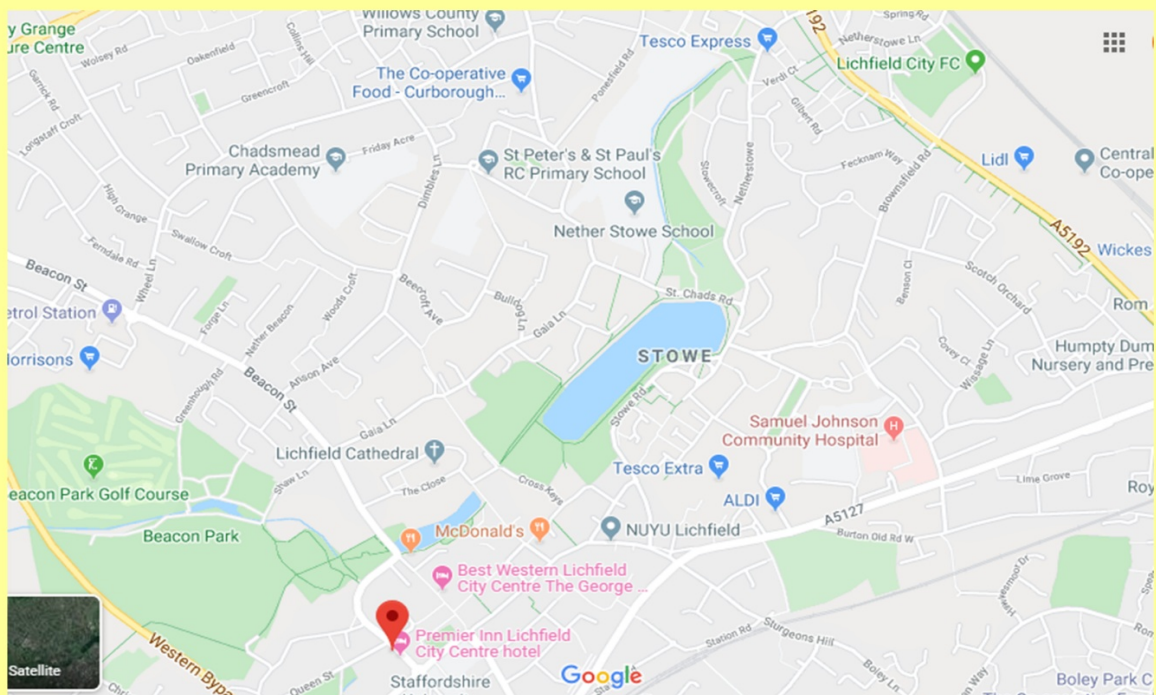 Willows County
Primary School
y Grange
ure Centre
Wolsey Rd
Oakenfield
Collins Hill
Ponesfield Rd
Tesco Express
192
Spring Rd
Netherstowe Ln
Lichfield City FC
The Co-operative
Food - Curborough...
Garrick Rd
Greencroft
Verdi Ct
Gilbert Rd
Longstaff Croft
Friday Acre
Chadsmead
Primary Academy
Dimbles Ln
St Peter's & St Paul's
RC Primary School
Stowecroft
Netherstowe
Fecknam Way
Brownsfield Rd
Lidl
Central
Co-ope
High Grange
Nether Stowe School
A5192
Wickes
Swallow Croft
Ferndale Rd
Wheel Ln
Beacon St
Woods Croft
Beecroft Ave
Bulldog Ln
Gaia Ln
St. Chads Rd
Benson Cl
Scotch Orchard
Rom
etrol Station
Forge Ln
Nether Beacon
Anson Ave
STOWE
Covey Cl
Wissage Ln
Humpty Dum
Nursery and Pre
lorrisons
Greenhough Rd
Beacon St
Stowe Rd
Gaia Ln
Samuel Johnson
Community Hospital
Lichfield Cathedral
Tesco Extra
Shaw Ln
The Close
Cross Keys
ALDI
Lime Grove
Roy
eacon Park Golf Course
A5127
Beacon Park
McDonald's
NUYU Lichfield
Burton Old Rd W
Best Western Lichfield
City Centre The George ...
Premier Inn Lichfield
City Centre hotel
Station Rd
Sturgeons Hill
Western Bypa
Satellite
Queen St
Staffordshire
Google
Boley Ln
Boley Park C